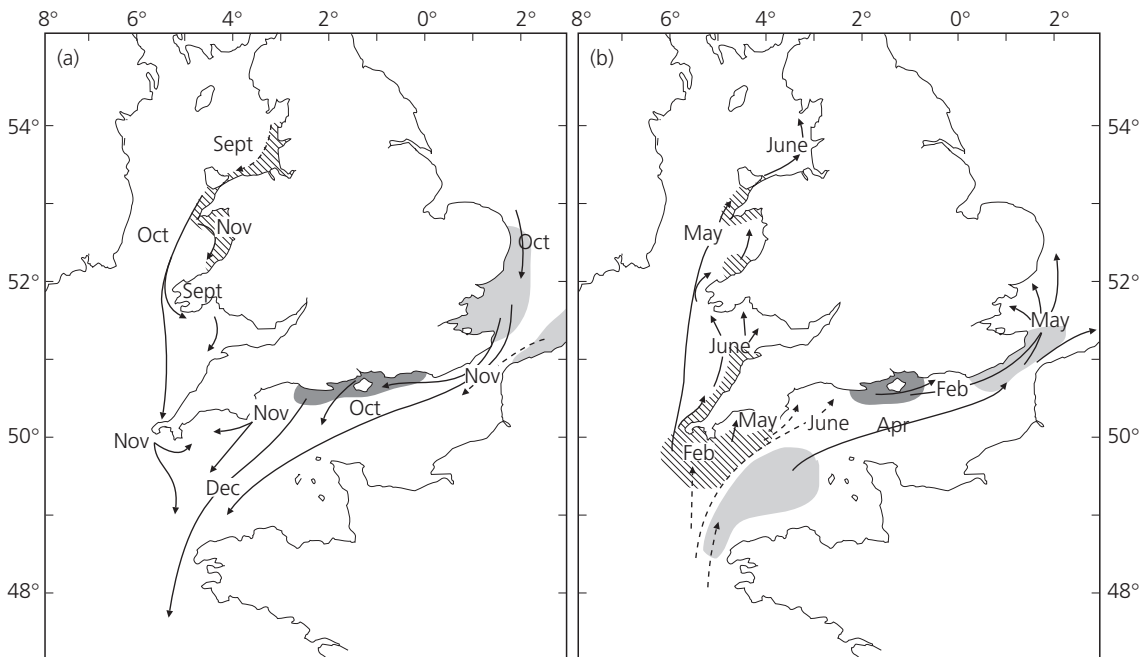 8° 6° 4° 2° 0° 2° 8° 6° 4° 2° 0° 2°
(a) (b)
54° 54°
Sept June
Oct Nov Oct May
52° 52°
Sept May
June
Nov Feb
Oct
Nov May June Apr
50° 50°
Nov Feb
Dec
48° 48°